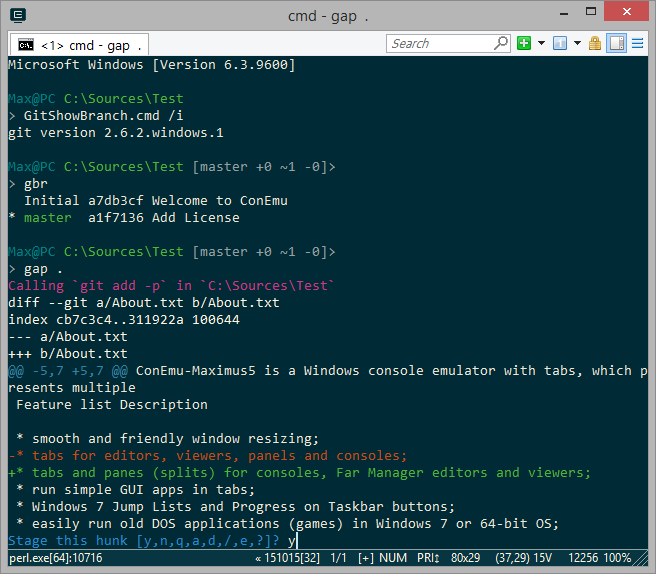 cmd - gap .
<1> cmd - gap .
Search
Microsoft Windows [Version 6.3.9600]
Max@PC C:\Sources\Test
> GitShowBranch.cmd /i
git version 2.6.2.windows.1
Max@PC C:\Sources\Test [master +0 ~1 -0]>
> gbr
Initial a7db3cf Welcome to ConEmu
* master a1f7136 Add License
Max@PC C:\Sources\Test [master +0 ~1 -0]>
> gap .
Calling `git add -p` in `C:\Sources\Test`
diff --git a/About.txt b/About.txt
index cb7c3c4..311922a 100644
--- a/About.txt
+++ b/About.txt
@@ -5,7 +5,7 @@ ConEmu-Maximus5 is a Windows console emulator with tabs, which p
resents multiple
Feature list Description
* smooth and friendly window resizing;
-* tabs for editors, viewers, panels and consoles;
+* tabs and panes (splits) for consoles, Far Manager editors and viewers;
* run simple GUI apps in tabs;
* Windows 7 Jump Lists and Progress on Taskbar buttons;
* easily run old DOS applications (games) in Windows 7 or 64-bit OS;
Stage this hunk [y,n,q,a,d,/,e,?]? y
perl.exe[64]:10716 « 151015[32] 1/1 [+] NUM PRI↕ 80x29 (37,29) 15V 12256 100%